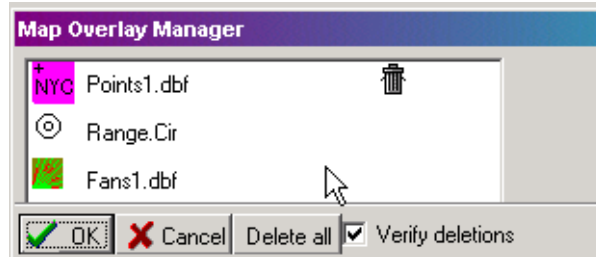 Map Overlay Manager
+NYC Points1.dbf
Range.Cir
Fans1.dbf
OK Cancel Delete all Verify deletions